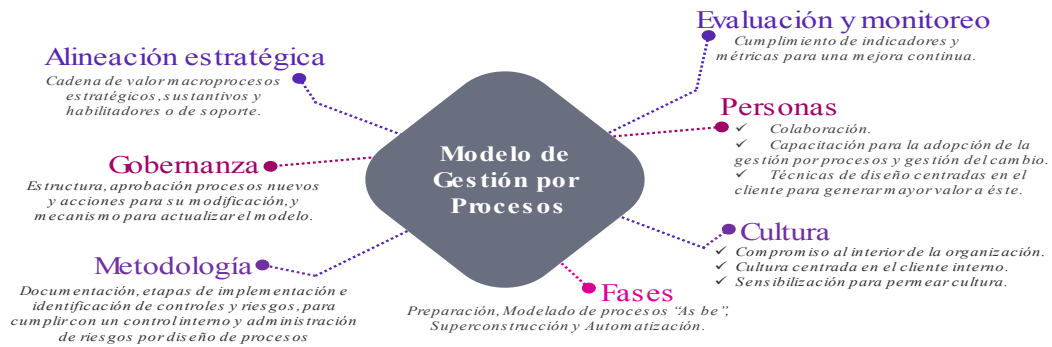 Alineación estratégica
Cadena de valor macroprocesos
estratégicos, sustantivos y
habilitadores o de soporte.
Gobernanza
Estructura, aprobación procesos nuevos
y acciones para su modificación, y
mecanismo para actualizar el modelo.
Metodología
Documentación, etapas de implementación e
identificación de controles y riesgos, para
cumplir con un control interno y administración
de riesgos por diseño de procesos
Modelo de
Gestión por
Procesos
Evaluación y monitoreo
Cumplimiento de indicadores y
métricas para una mejora continua.
Personas
✓ Colaboración.
✓ Capacitación para la adopción de la
gestión por procesos y gestión del cambio.
✓ Técnicas de diseño centradas en el
cliente para generar mayor valor a éste.
Cultura
✓ Compromiso al interior de la organización.
✓ Cultura centrada en el cliente interno.
✓ Sensibilización para permear cultura.
Fases
Preparación, Modelado de procesos “As be”,
Superconstrucción y Automatización.